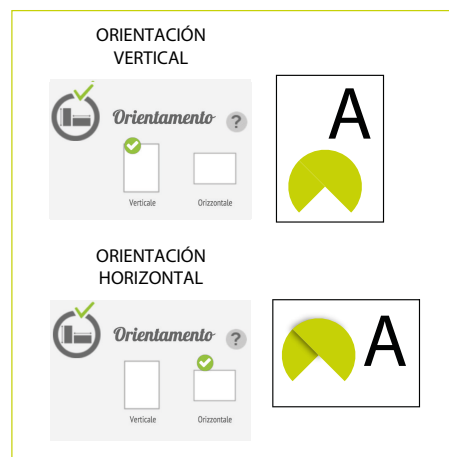 ORIENTACIÓN
VERTICAL
Orientamento ?
Verticale Orizzontale
A
ORIENTACIÓN
HORIZONTAL
Orientamento ?
Verticale Orizzontale
A